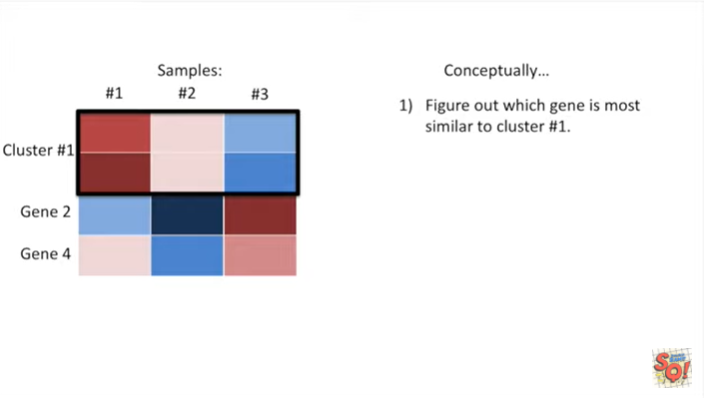 Samples:
#1 #2 #3
Cluster #1
Gene 2
Gene 4
Conceptually...
1) Figure out which gene is most
similar to cluster #1.
SQ!